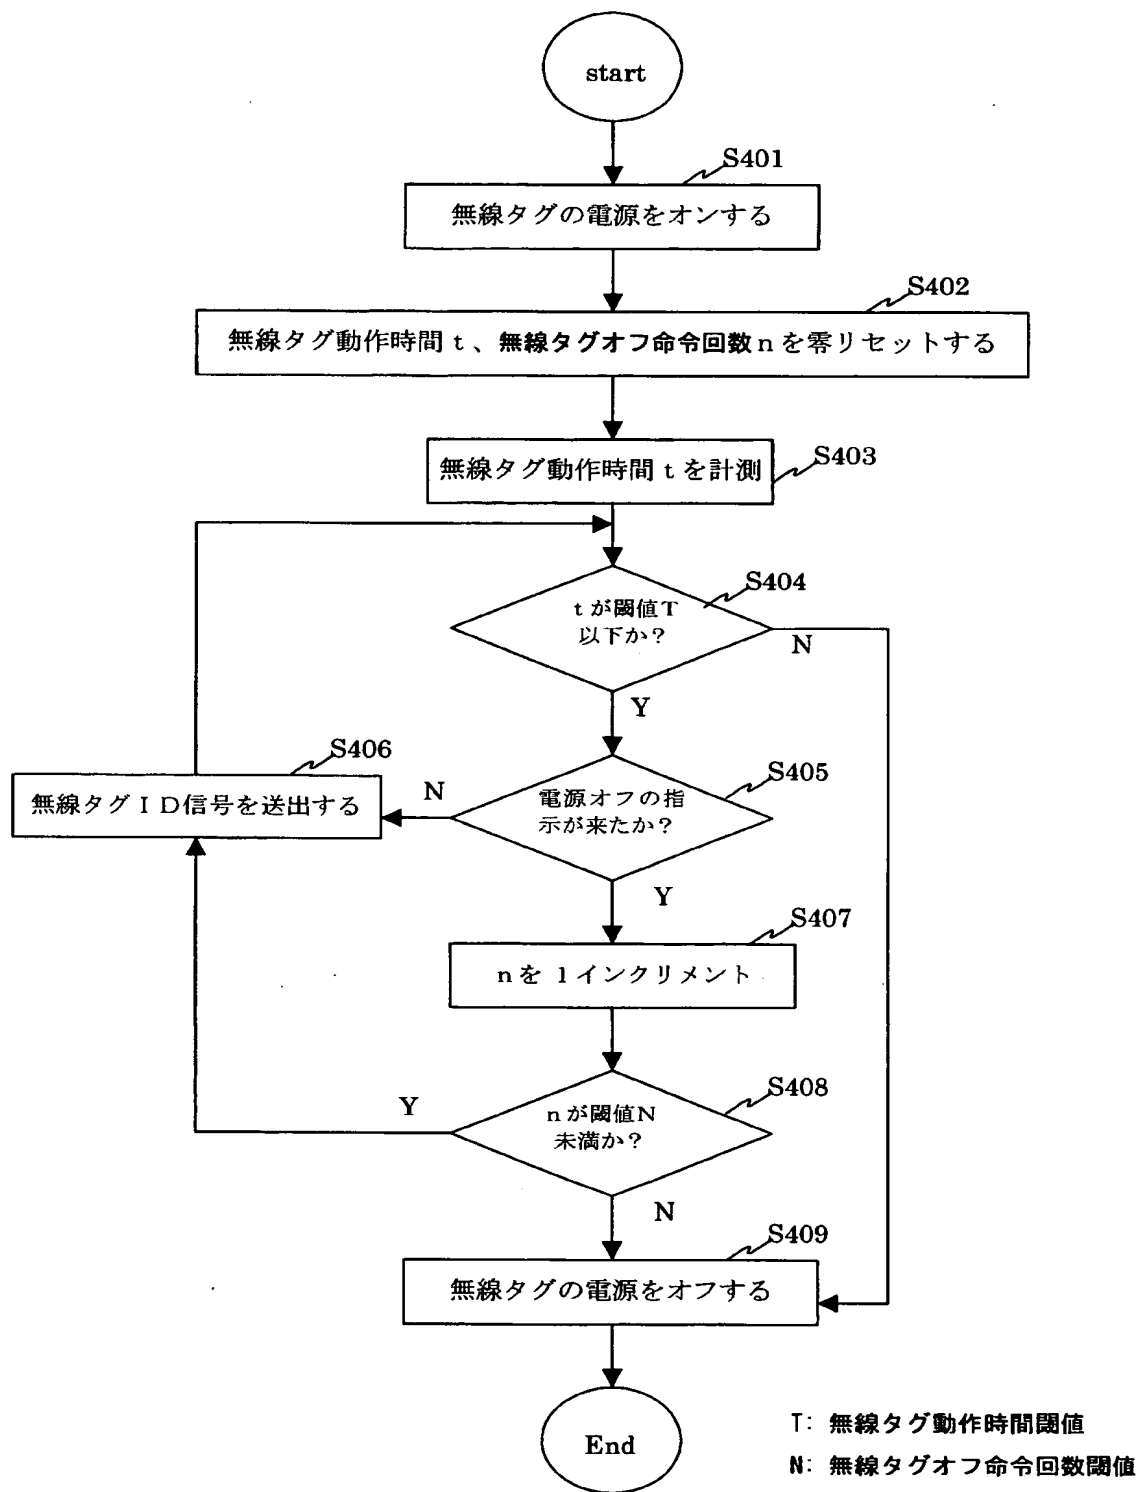 start
S401
無線タグの電源をオンする
S402
無線タグ動作時間t、無線タグオフ命令回数nを零リセットする
S403
無線タグ動作時間tを計測
S404
tが閾値T
以下か?
N
Y
S406
無線タグID信号を送出する
N
S405
電源オフの指
示が来たか?
Y
S407
nを1インクリメント
S408
Y
nが閾値N
未満か?
N
S409
無線タグの電源をオフする
End
T: 無線タグ動作時間閾値
N: 無線タグオフ命令回数閾値